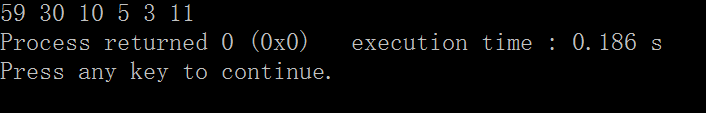 59 30 10 5 3 11
Process returned 0 (0x0)   execution time : 0.186 s
Press any key to continue.